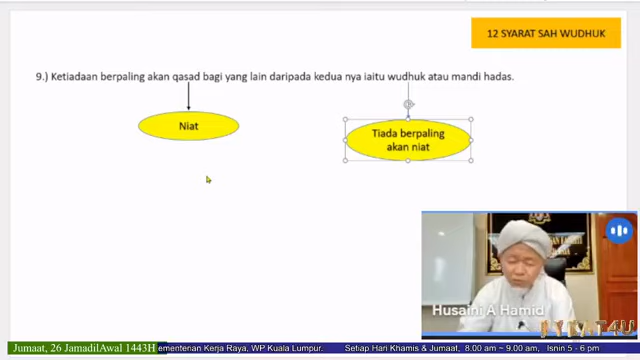 12 SYARAT SAH WUDHUK
9.) Ketiadaan berpaling akan qasad bagi yang lain daripada kedua nya iaitu wudhuk atau mandi hadas.
Niat
Tiada berpaling
akan niat
Husaini A Hamid
Jumaat, 26 JamadilAwal 1443H
ementenan Kerja Raya, WP Kuala Lumpur. Setiap Hari Khamis & Jumaat, 8.00 am ~ 9.00 am, Isnin 5 - 6 pm